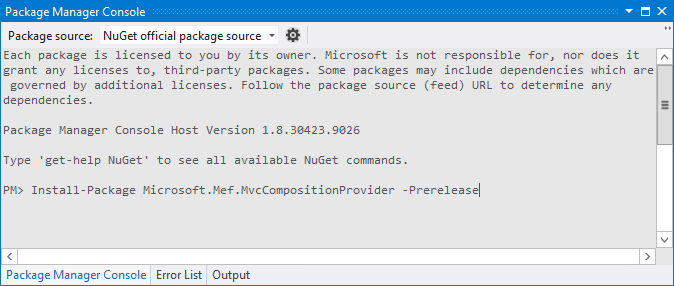 Package Manager Console
Package source: NuGet official package source
Each package is licensed to you by its owner. Microsoft is not responsible for, nor does it
grant any licenses to, third-party packages. Some packages may include dependencies which are
governed by additional licenses. Follow the package source (feed) URL to determine any
dependencies.
Package Manager Console Host Version 1.8.30423.9026
Type 'get-help NuGet' to see all available NuGet commands.
PM> Install-Package Microsoft.Mef.MvcCompositionProvider -Prerelease
Package Manager Console Error List Output